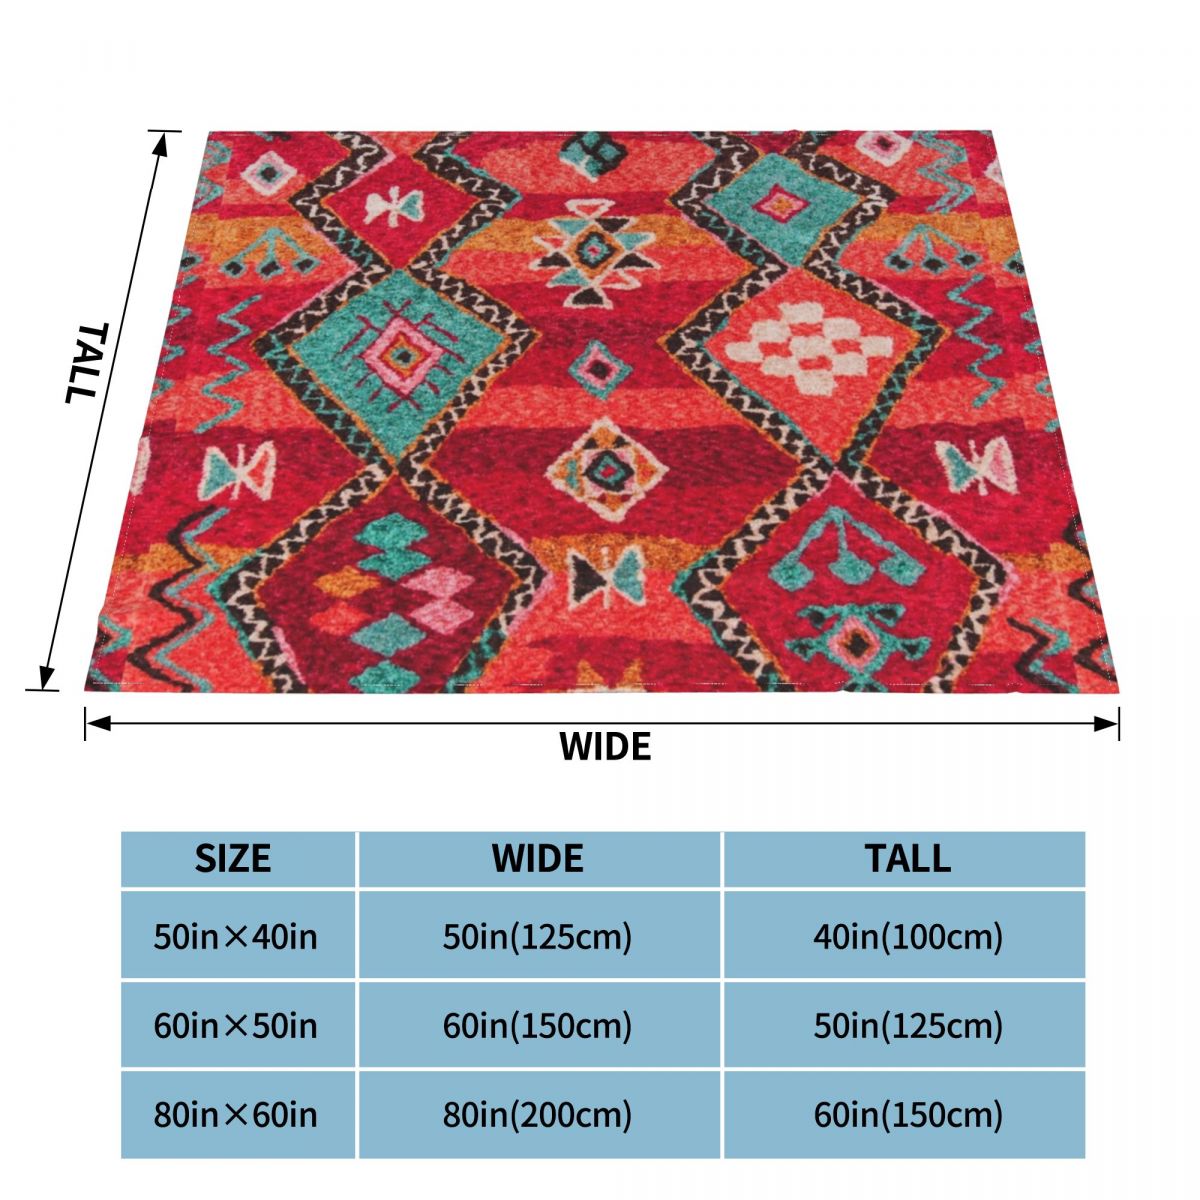 TALL
WIDE
SIZE WIDE TALL
50in×40in 50in(125cm) 40in(100cm)
60in×50in 60in(150cm) 50in(125cm)
80in×60in 80in(200cm) 60in(150cm)